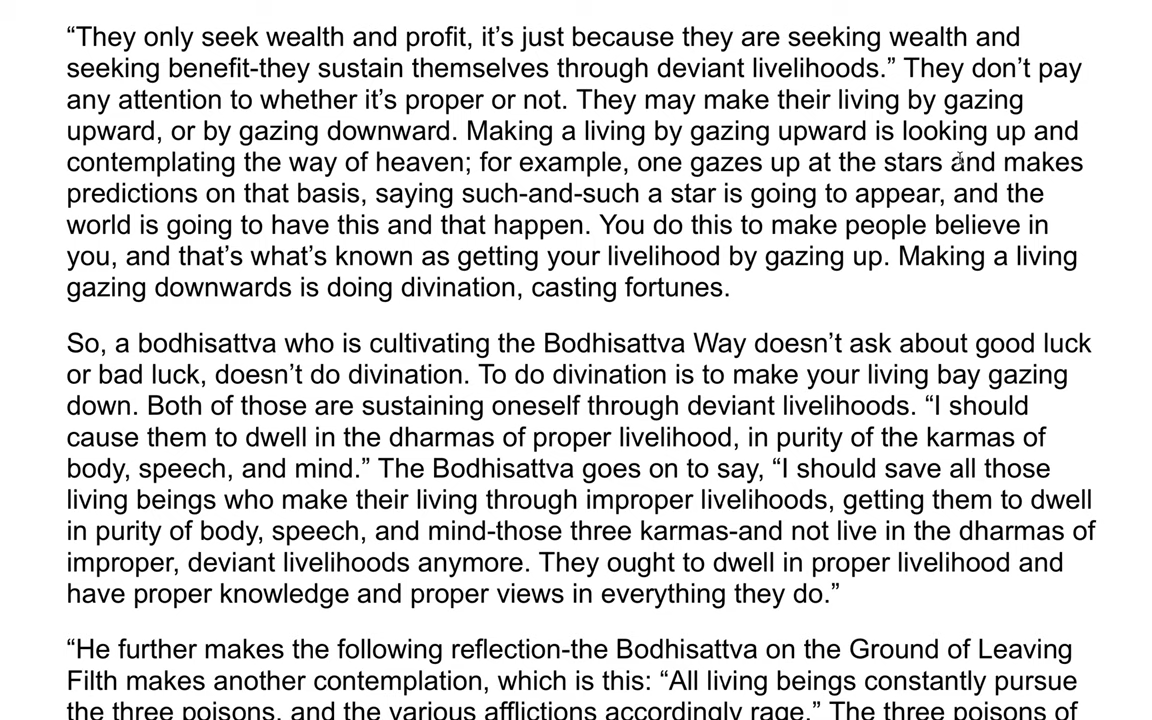 “They only seek wealth and profit, it’s just because they are seeking wealth and
seeking benefit-they sustain themselves through deviant livelihoods.” They don’t pay
any attention to whether it’s proper or not. They may make their living by gazing
upward, or by gazing downward. Making a living by gazing upward is looking up and
contemplating the way of heaven; for example, one gazes up at the stars and makes
predictions on that basis, saying such-and-such a star is going to appear, and the
world is going to have this and that happen. You do this to make people believe in
you, and that’s what’s known as getting your livelihood by gazing up. Making a living
gazing downwards is doing divination, casting fortunes.
So, a bodhisattva who is cultivating the Bodhisattva Way doesn’t ask about good luck
or bad luck, doesn’t do divination. To do divination is to make your living bay gazing
down. Both of those are sustaining oneself through deviant livelihoods. “I should
cause them to dwell in the dharmas of proper livelihood, in purity of the karmas of
body, speech, and mind.” The Bodhisattva goes on to say, “I should save all those
living beings who make their living through improper livelihoods, getting them to dwell
in purity of body, speech, and mind-those three karmas-and not live in the dharmas of
improper, deviant livelihoods anymore. They ought to dwell in proper livelihood and
have proper knowledge and proper views in everything they do.”
“He further makes the following reflection-the Bodhisattva on the Ground of Leaving
Filth makes another contemplation, which is this: “All living beings constantly pursue
the three poisons, and the various afflictions accordingly rage.” The three poisons of